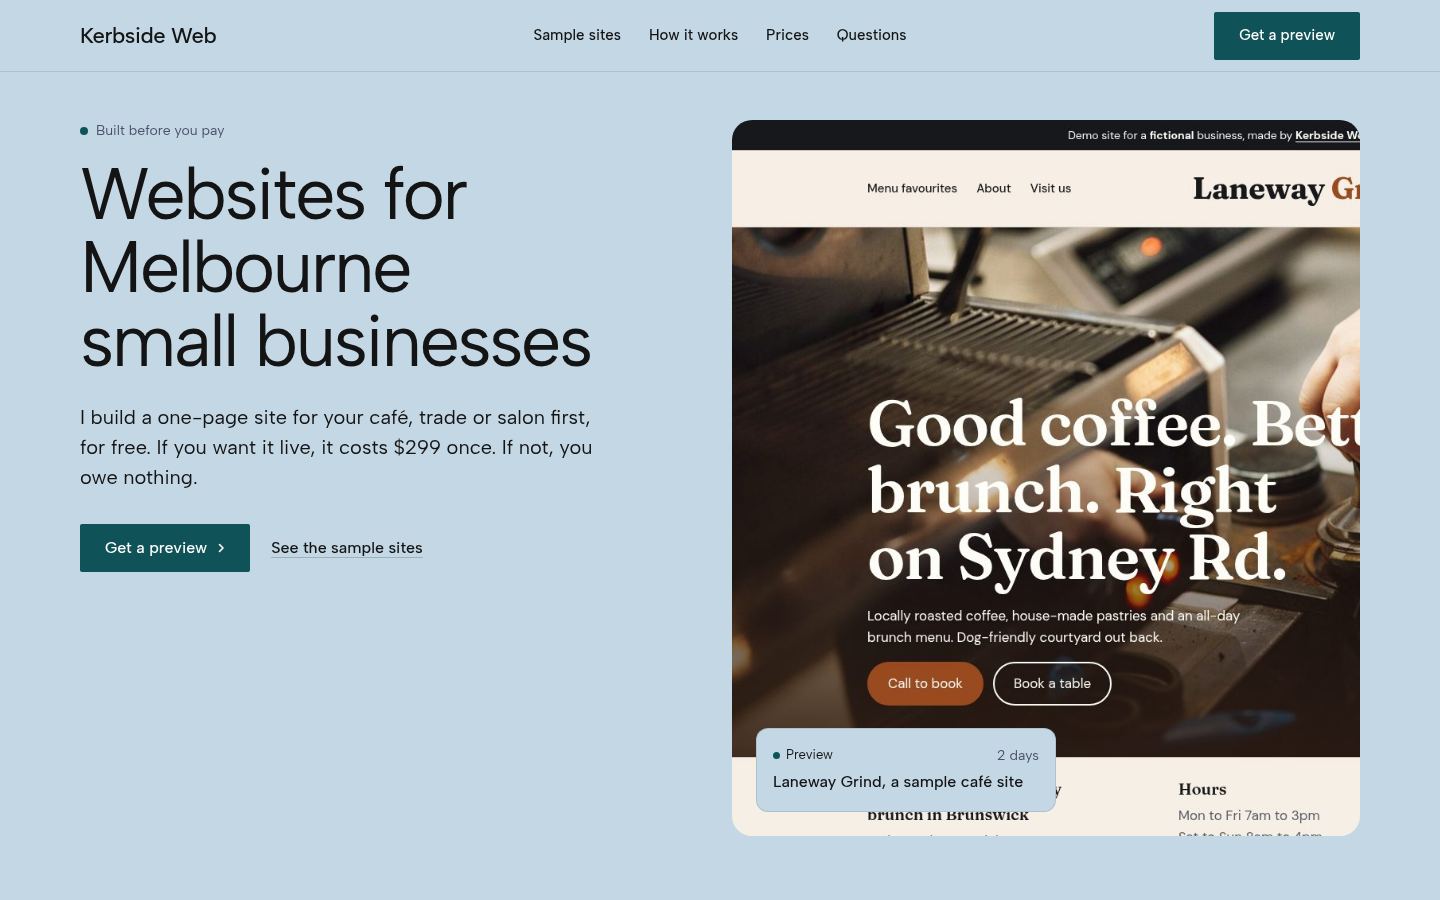 Kerbside Web
Sample sites
How it works
Prices
Questions
Get a preview
Built before you pay
Websites for
Melbourne
small businesses
I build a one-page site for your café, trade or salon first,
for free. If you want it live, it costs $299 once. If not, you
owe nothing.
Get a preview
See the sample sites
Demo site for a fictional business, made by Kerbside
Menu favourites
About
Visit us
Laneway
Good coffee.
brunch. Right
on Sydney Rd.
Locally roasted coffee, house-made pastries and an all-day
brunch menu. Dog-friendly courtyard out back.
Call to book
Book a table
Preview
2 days
Laneway Grind, a sample café site
brunch in Brunswick
Hours
Mon to Fri 7am to 3pm
Sat to Sun 8am to 4pm